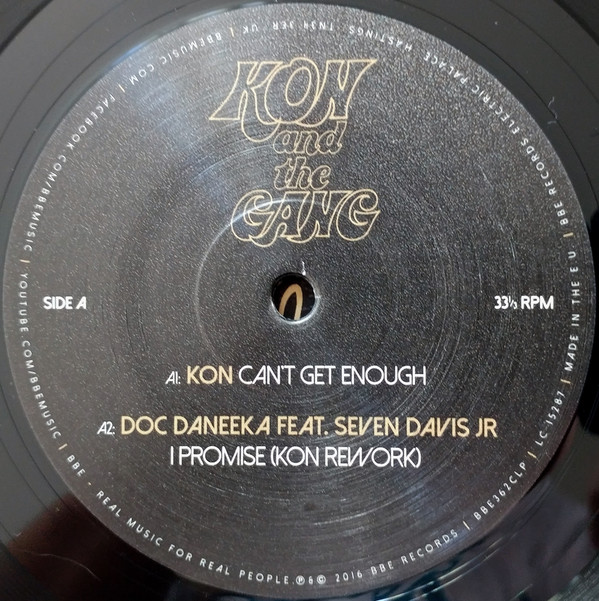 KON
and
the
GANG
SIDE A
33⅓ RPM
A1: KON CAN'T GET ENOUGH
A2: DOC DANEEKA FEAT. SEVEN DAVIS JR
I PROMISE (KON REWORK)
BBE RECORDS ELECTRIC PALACE HASTINGS, TN34 3ER, UK | BBEMUSIC.COM | FACEBOOK.COM/BBEMUSIC | YOUTUBE.COM/BBEMUSIC | BBE - REAL MUSIC FOR REAL PEOPLE. ℗&© 2016 BBE RECORDS | BBE362CLP | LC 15287 | MADE IN THE E.U. |